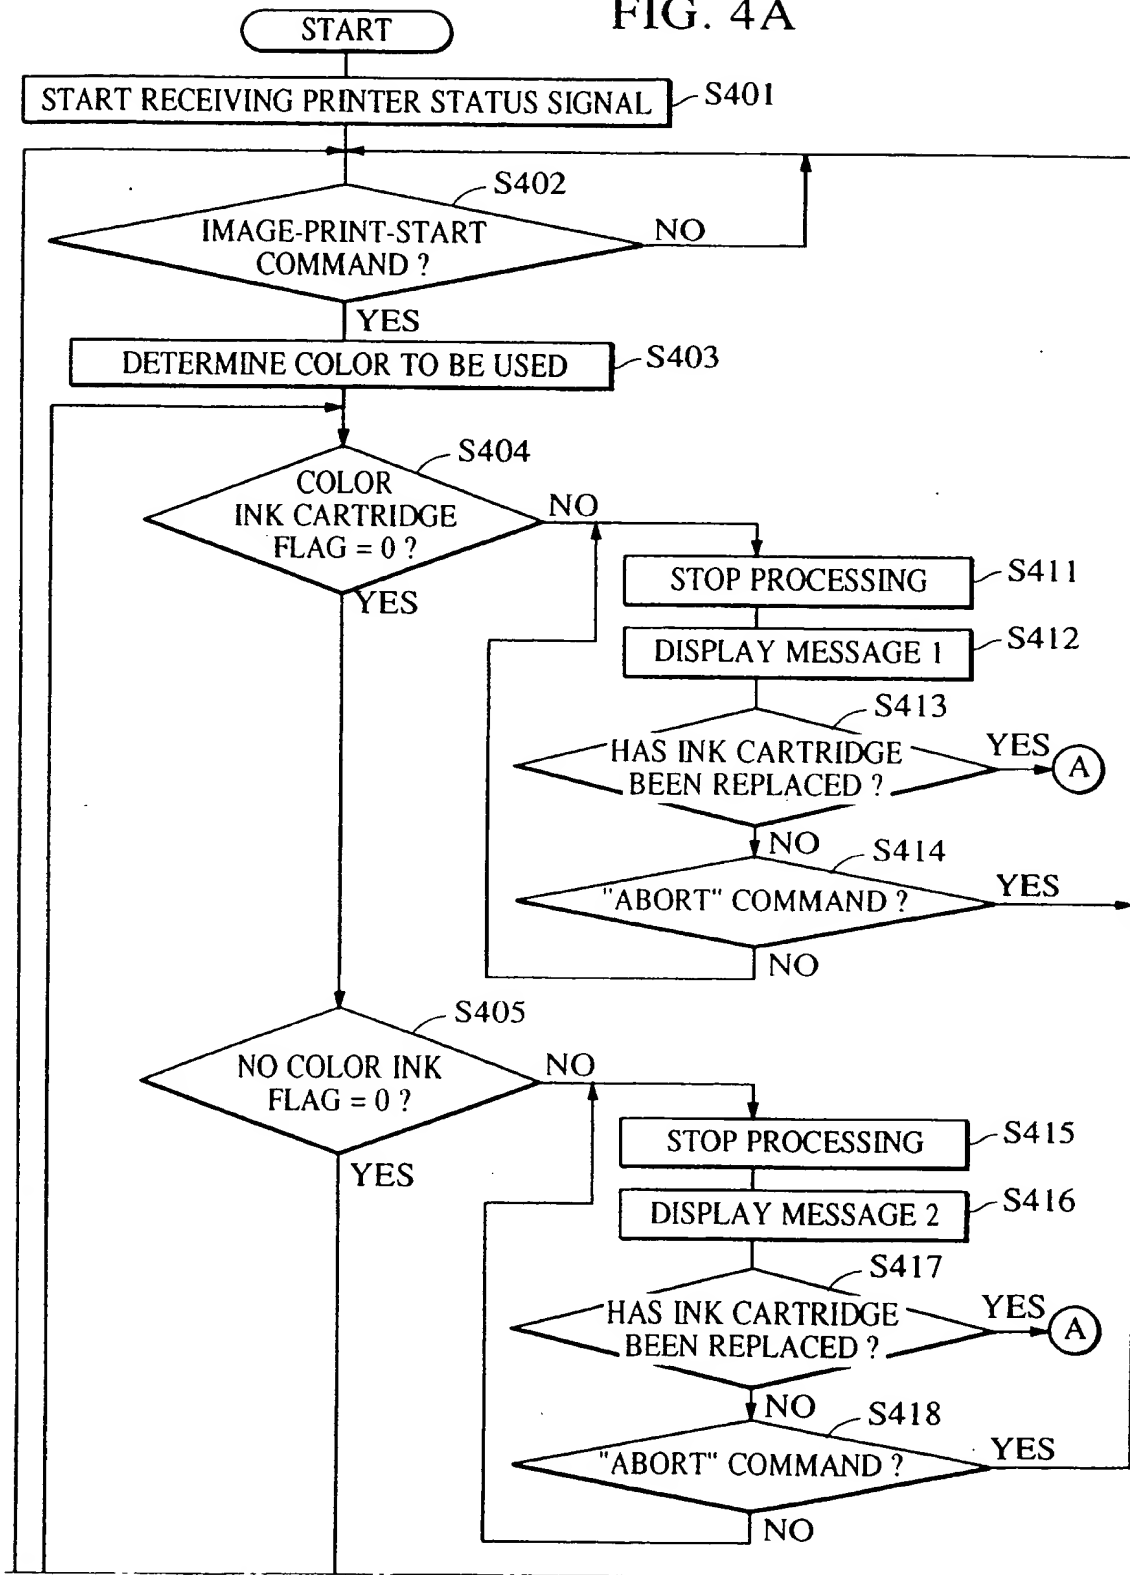 FIG. 4A
START
START RECEIVING PRINTER STATUS SIGNAL
S401
S402
IMAGE-PRINT-START
COMMAND ?
NO
YES
DETERMINE COLOR TO BE USED
S403
S404
COLOR
INK CARTRIDGE
FLAG = 0 ?
NO
YES
STOP PROCESSING
S411
DISPLAY MESSAGE 1
S412
S413
HAS INK CARTRIDGE
BEEN REPLACED ?
YES
A
NO
S414
"ABORT" COMMAND ?
YES
NO
S405
NO COLOR INK
FLAG = 0 ?
NO
YES
STOP PROCESSING
S415
DISPLAY MESSAGE 2
S416
S417
HAS INK CARTRIDGE
BEEN REPLACED ?
YES
A
NO
S418
"ABORT" COMMAND ?
YES
NO